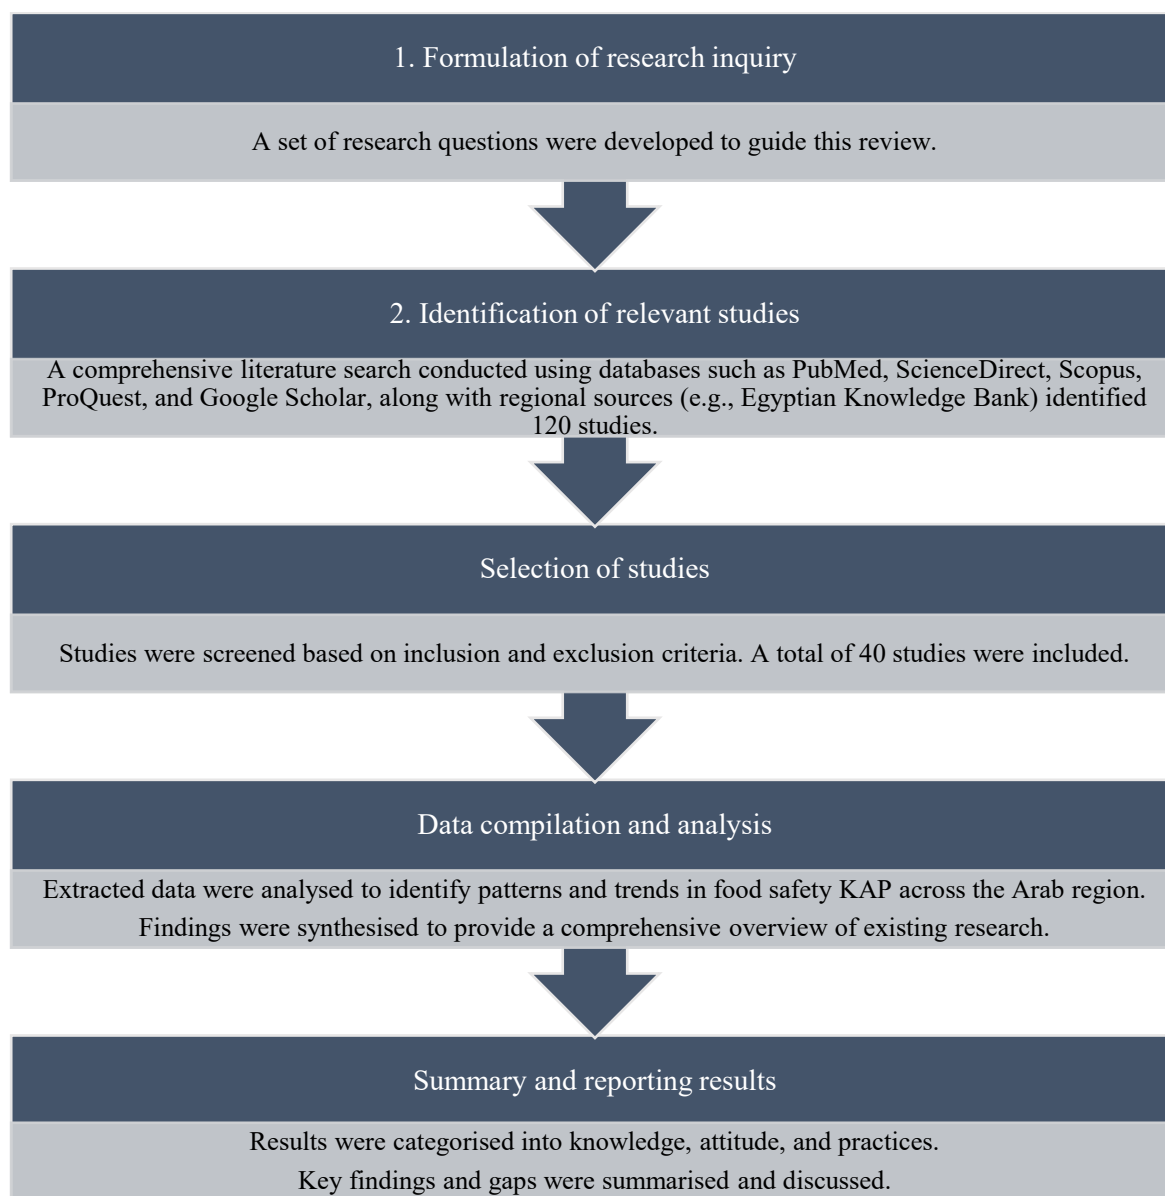 1. Formulation of research inquiry
A set of research questions were developed to guide this review.
2. Identification of relevant studies
A comprehensive literature search conducted using databases such as PubMed, ScienceDirect, Scopus,
ProQuest, and Google Scholar, along with regional sources (e.g., Egyptian Knowledge Bank) identified
120 studies.
Selection of studies
Studies were screened based on inclusion and exclusion criteria. A total of 40 studies were included.
Data compilation and analysis
Extracted data were analysed to identify patterns and trends in food safety KAP across the Arab region.
Findings were synthesised to provide a comprehensive overview of existing research.
Summary and reporting results
Results were categorised into knowledge, attitude, and practices.
Key findings and gaps were summarised and discussed.